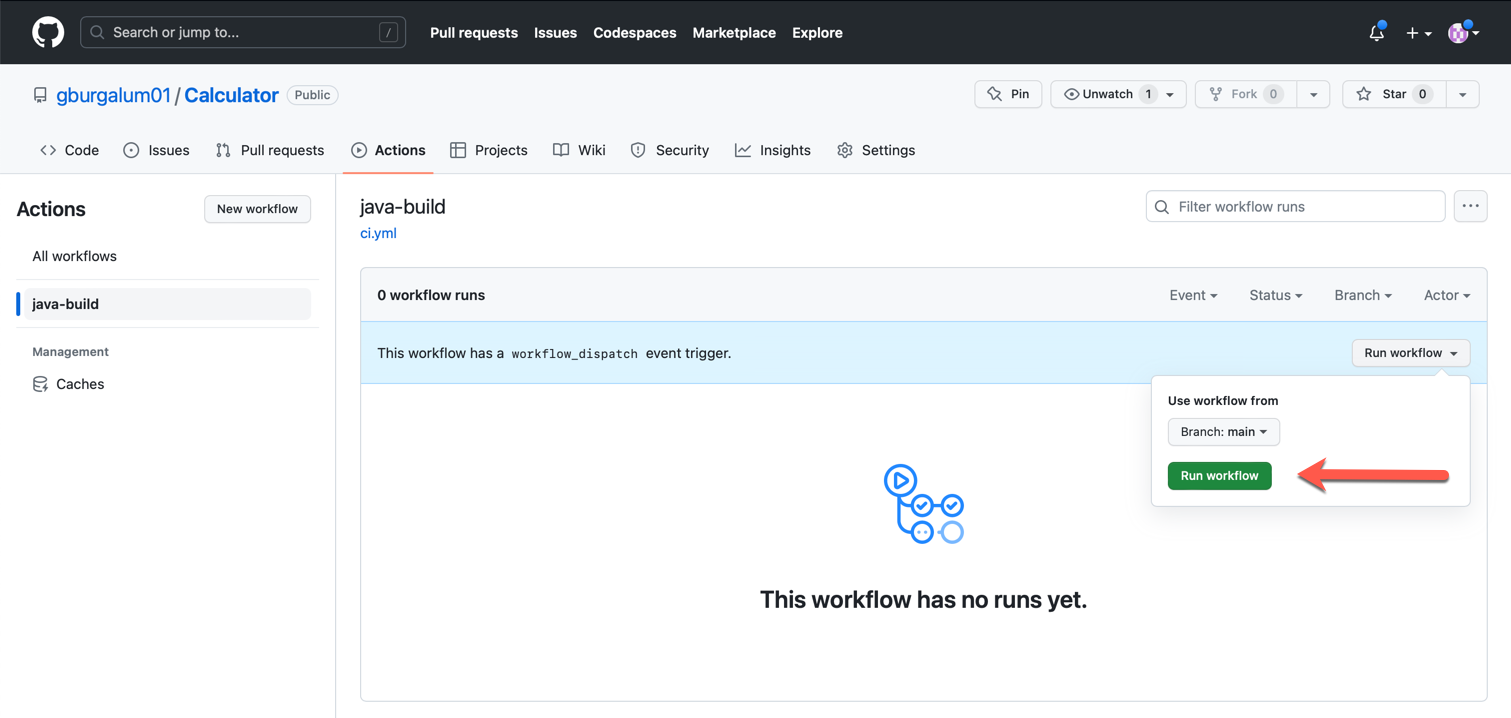 Search or jump to... / Pull requests Issues Codespaces Marketplace Explore
gburgalum01 / Calculator Public Pin Unwatch 1 Fork 0 Star 0
Code Issues Pull requests Actions Projects Wiki Security Insights Settings
Actions New workflow
All workflows
java-build
Management
Caches
java-build
ci.yml
Filter workflow runs
0 workflow runs Event Status Branch Actor
This workflow has a workflow_dispatch event trigger. Run workflow
Use workflow from
Branch: main
Run workflow
This workflow has no runs yet.